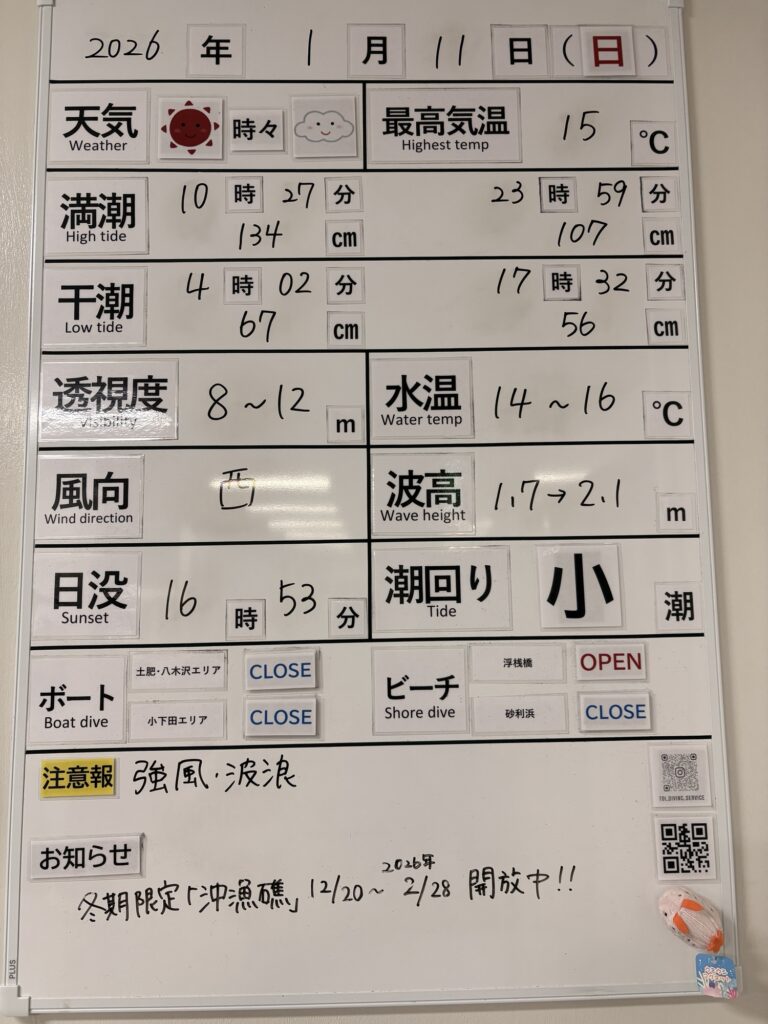 2026 年 1 月 11 日 (日)
天気 時々 最高気温 15 ℃
Weather Highest temp
満潮 10 時 27 分 23 時 59 分
High tide 134 cm 107 cm
干潮 4 時 02 分 17 時 32 分
Low tide 67 cm 56 cm
透視度 8～12 m 水温 14～16 ℃
Visibility Water temp
風向 西 波高 1.7→2.1 m
Wind direction Wave height
日没 16 時 53 分 潮回り 小 潮
Sunset Tide
ボート 土肥・八木沢エリア CLOSE ビーチ 浮桟橋 OPEN
Boat dive 小下田エリア CLOSE Shore dive 砂利浜 CLOSE
注意報 強風・波浪
TOI.DIVING.SERVICE
お知らせ
2026年
冬期限定「沖漁礁」12/20～2/28 開放中!!
PLUS